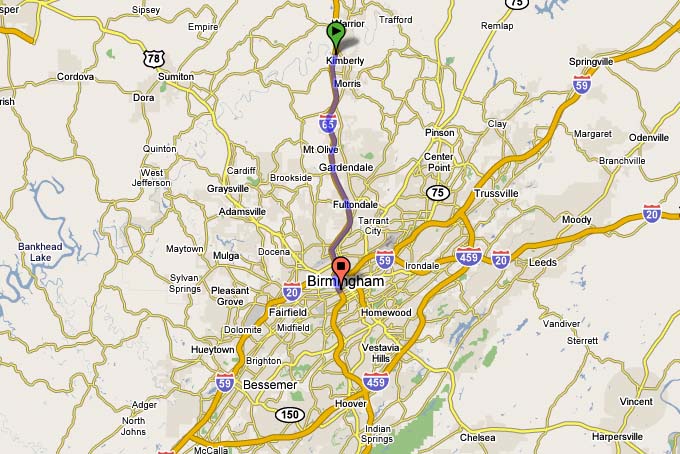 Sipsey
Trafford
75
Remlap
Warrior
Empire
sper
78
Kimberly
Springville
Cordova
Sumiton
Morris
59
Dora
rish
65
Clay
Pinson
Margaret
Odenville
Quinton
Mt Olive
Center
Point
Branchville
West
Jefferson
Cardiff
Gardendale
Brookside
Graysville
75
Trussville
Fultondale
Adamsville
Tarrant
City
Moody
20
Bankhead
Lake
Maytown
Mulga
Docena
59
Irondale
459
20
Leeds
Sylvan
Springs
Pleasant
Grove
20
Birmingham
Fairfield
Homewood
Dolomite
Midfield
Vandiver
Sterrett
Hueytown
Vestavia
Hills
Brighton
59
Bessemer
459
Adger
150
Hoover
Vincent
North
Johns
Indian
Springs
Chelsea
Harpersville
McCalla